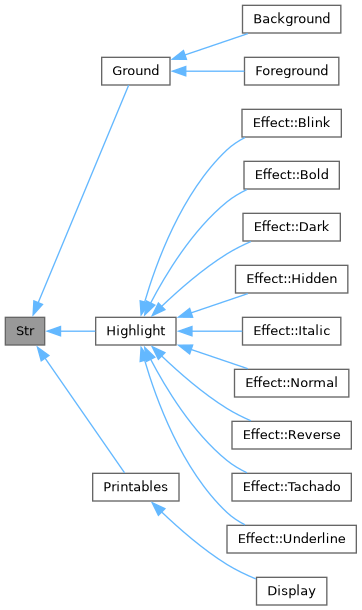 Background
Ground
Foreground
Effect::Blink
Effect::Bold
Effect::Dark
Effect::Hidden
Str
Highlight
Effect::Italic
Effect::Normal
Effect::Reverse
Printables
Effect::Tachado
Effect::Underline
Display